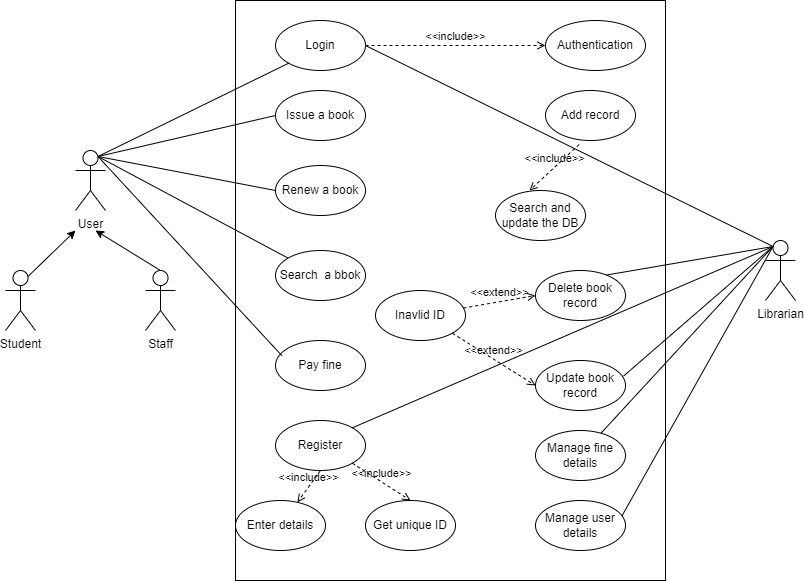 Login
<<include>>
Authentication
Issue a book
Add record
<<include>>
Renew a book
Search and
update the DB
User
Search  a bbok
Delete book
record
<<extend>>
Inavlid ID
Librarian
Student
Staff
<<extend>>
Pay fine
Update book
record
Register
Manage fine
details
<<include>>
<<include>>
Enter details
Get unique ID
Manage user
details